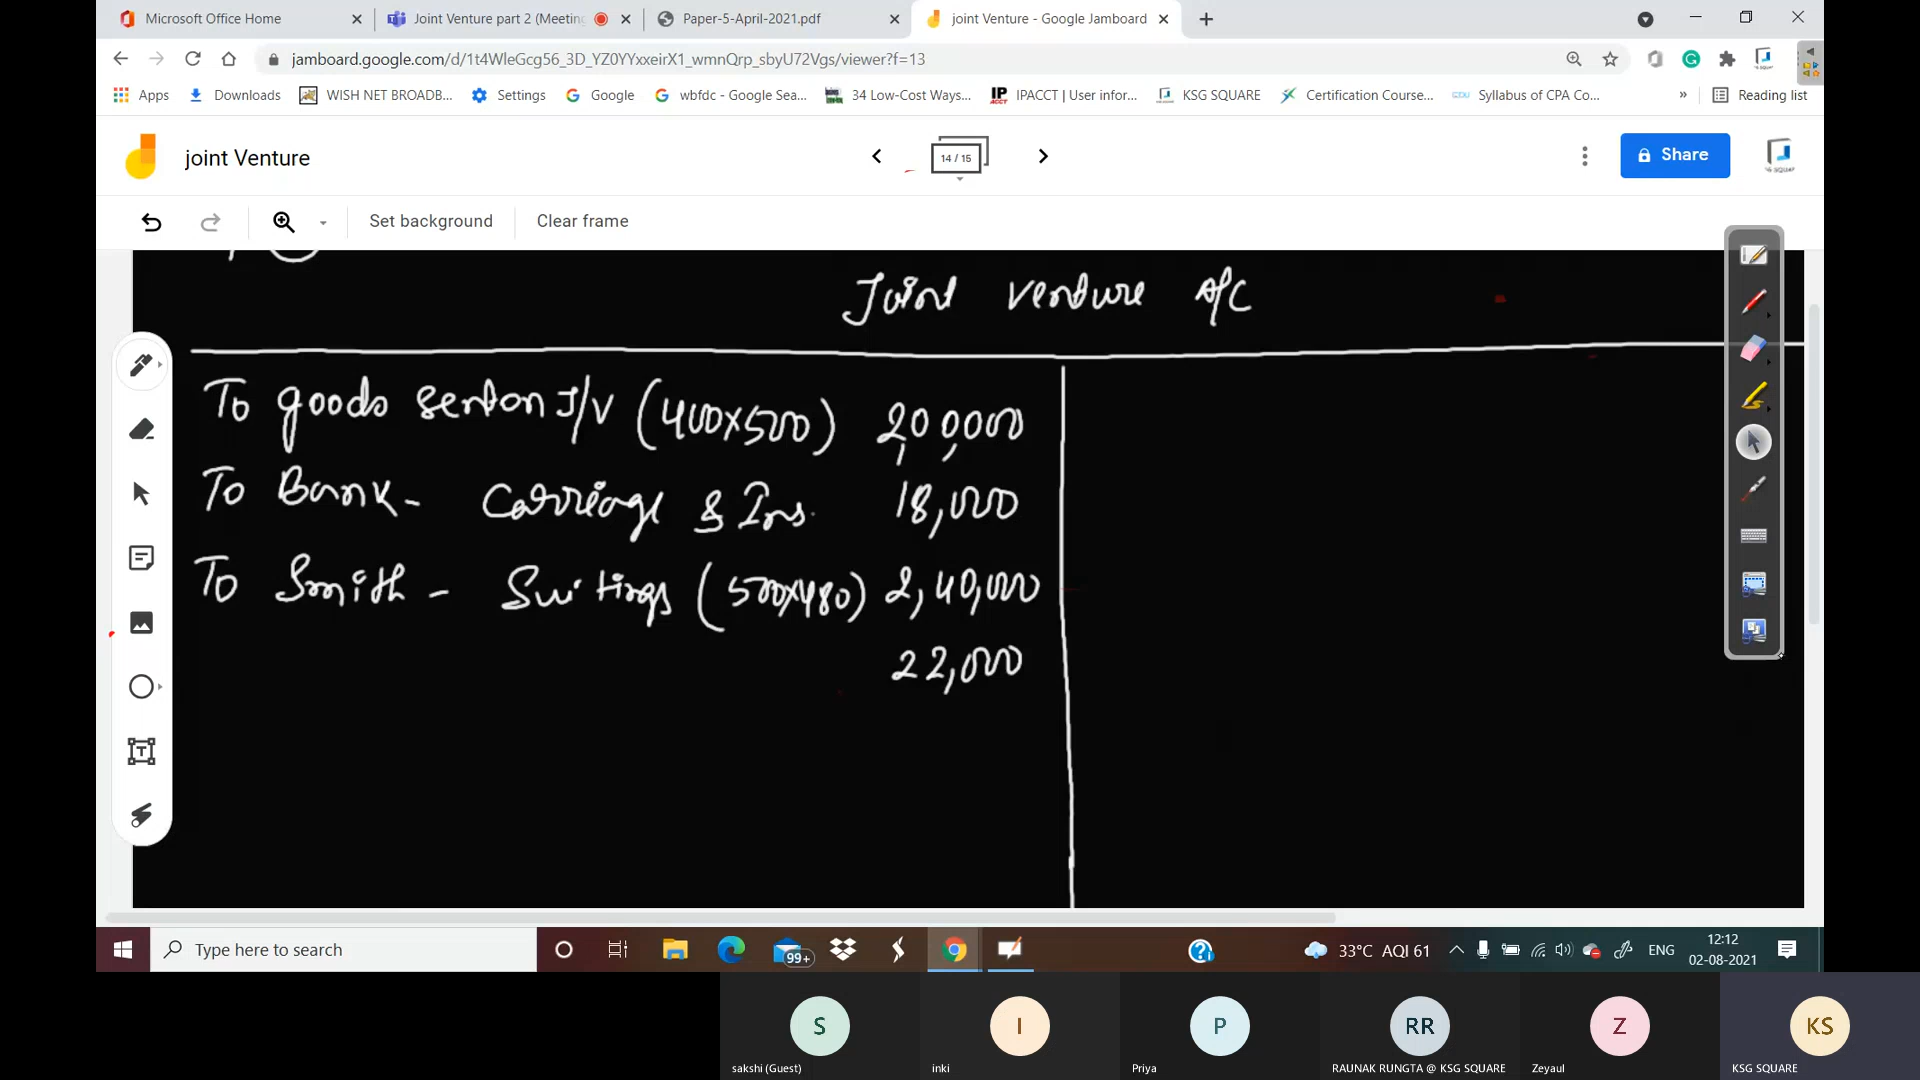 Microsoft Office Home
Joint Venture part 2 (Meeting
Paper-5-April-2021.pdf
joint Venture - Google Jamboard
jamboard.google.com/d/1t4WleGcg56_3D_YZ0YYxxeirX1_wmnQrp_sbyU72Vgs/viewer?f=13
Apps
Downloads
WISH NET BROADB...
Settings
Google
wbfdc - Google Sea...
34 Low-Cost Ways...
IPACCT | User infor...
KSG SQUARE
Certification Course...
Syllabus of CPA Co...
»
Reading list
joint Venture
14 / 15
Share
Set background
Clear frame
Joint Venture A/C
To goods sent on J/V (400x500) 2,00,000
To Bank - Carriage & Ins. 18,000
To Smith - Suitings (500x480) 2,40,000
22,000
Type here to search
99+
33°C AQI 61
ENG
12:12
02-08-2021
S
I
P
RR
Z
KS
sakshi (Guest)
inki
Priya
RAUNAK RUNGTA @ KSG SQUARE
Zeyaul
KSG SQUARE